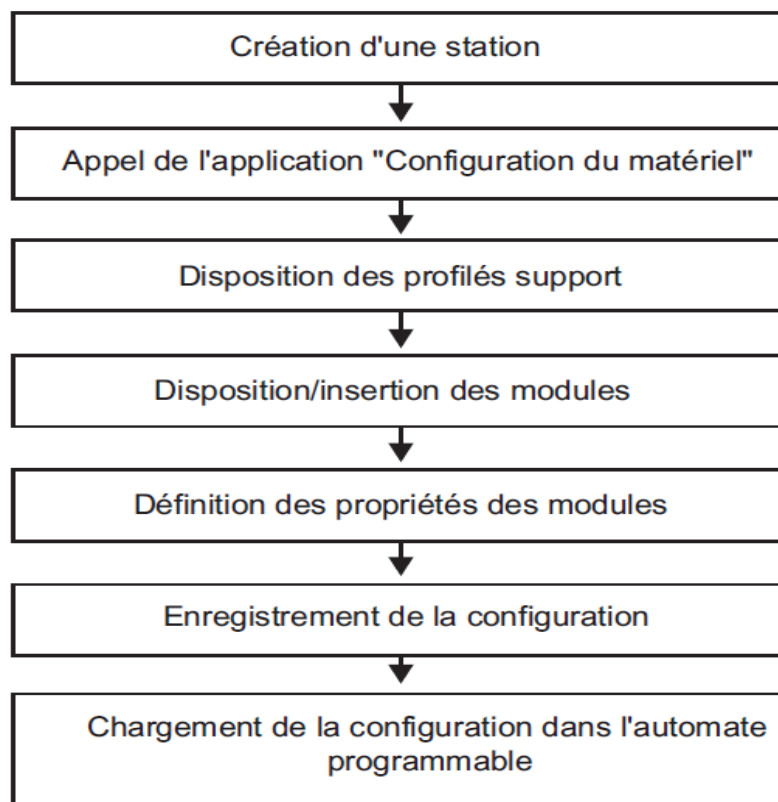 Création d'une station
Appel de l'application "Configuration du matériel"
Disposition des profilés support
Disposition/insertion des modules
Définition des propriétés des modules
Enregistrement de la configuration
Chargement de la configuration dans l'automate
programmable